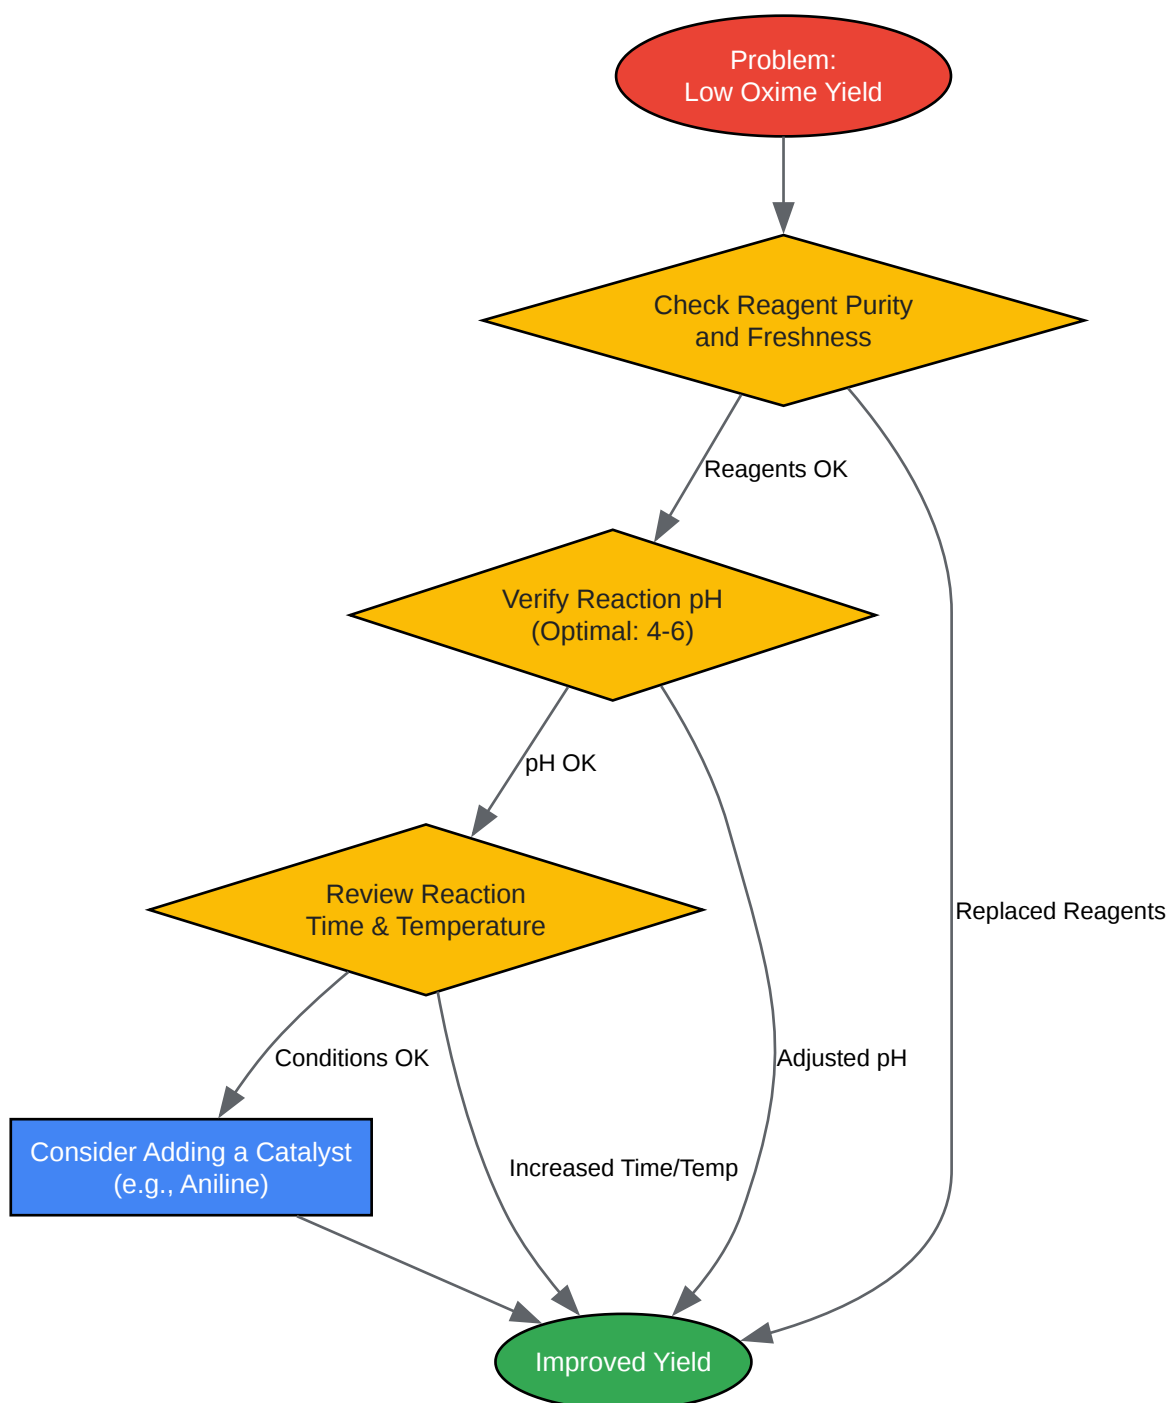 Problem:
Low Oxime Yield
Check Reagent Purity
and Freshness
Reagents OK
Verify Reaction pH
(Optimal: 4-6)
pH OK
Review Reaction
Time & Temperature
Replaced Reagents
Conditions OK
Adjusted pH
Consider Adding a Catalyst
(e.g., Aniline)
Increased Time/Temp
Improved Yield